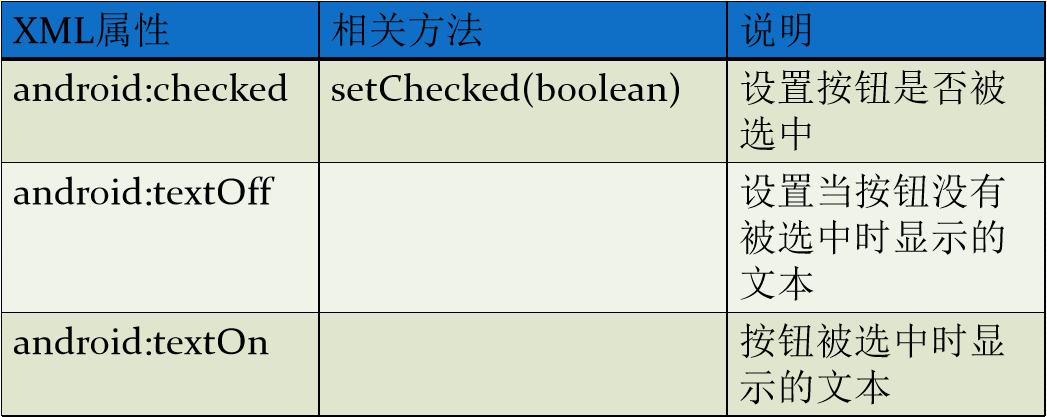 XML属性 相关方法 说明
android:checked setChecked(boolean) 设置按钮是否被
选中
android:textOff 设置当按钮没有
被选中时显示的
文本
android:textOn 按钮被选中时显
示的文本